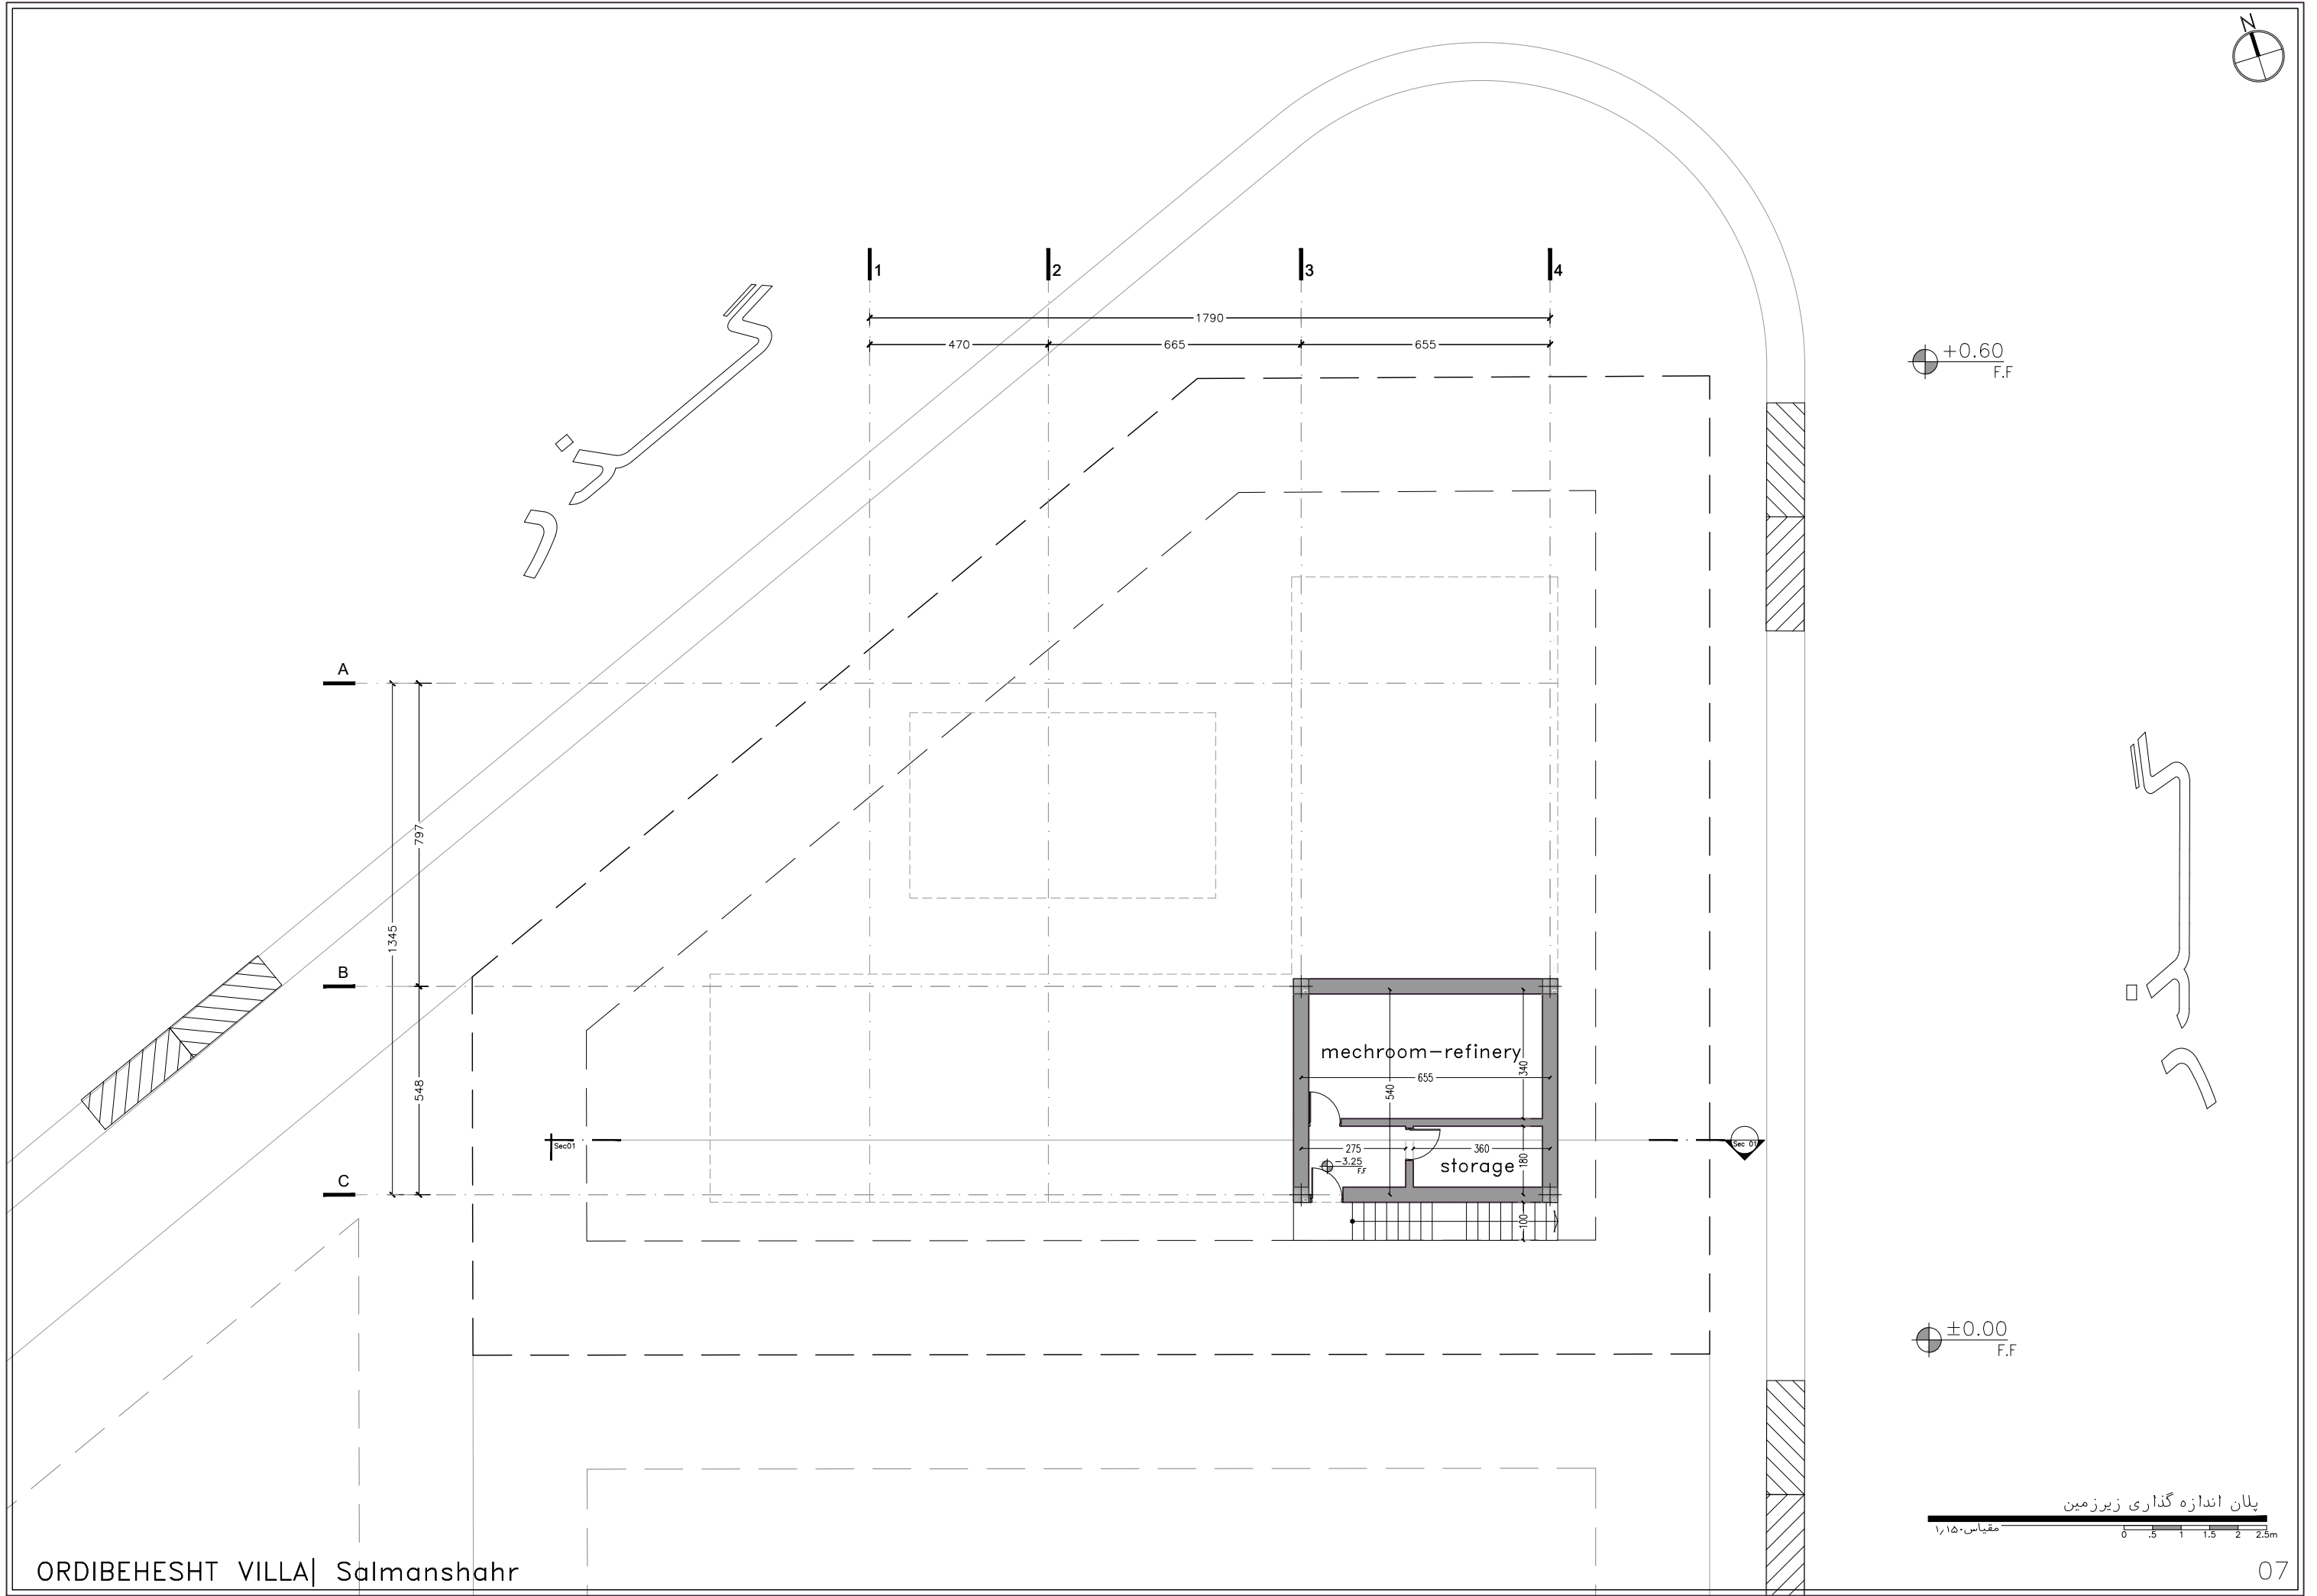 N
1
2
3
4
1790
470
665
655
+0.60
F.F
گذر
A
797
1345
B
548
C
گذر
mechroom-refinery
655
340
540
Sec01
275
360
Sec 01
-3.25
F.F
storage
180
100
±0.00
F.F
پلان اندازه گذاری زیرزمین
مقیاس ۱/۱۵۰
0 .5 1 1.5 2 2.5m
ORDIBEHESHT VILLA| Salmanshahr
07